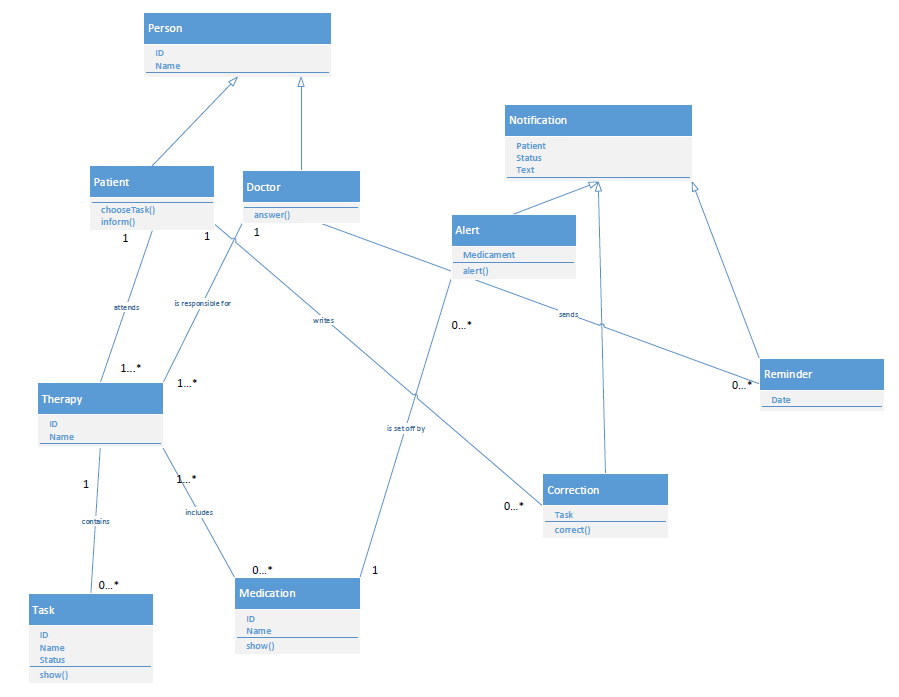 Person
ID
Name
Notification
Patient
Status
Text
Patient
chooseTask()
inform()
Doctor
answer()
Alert
Medicament
alert()
1
1
1
attends
is responsible for
writes
sends
0...*
1...*
1...*
0...*
Reminder
Date
Therapy
ID
Name
is set off by
1
1...*
includes
contains
0...*
Correction
Task
correct()
0...*
0...*
1
Task
ID
Name
Status
show()
Medication
ID
Name
show()